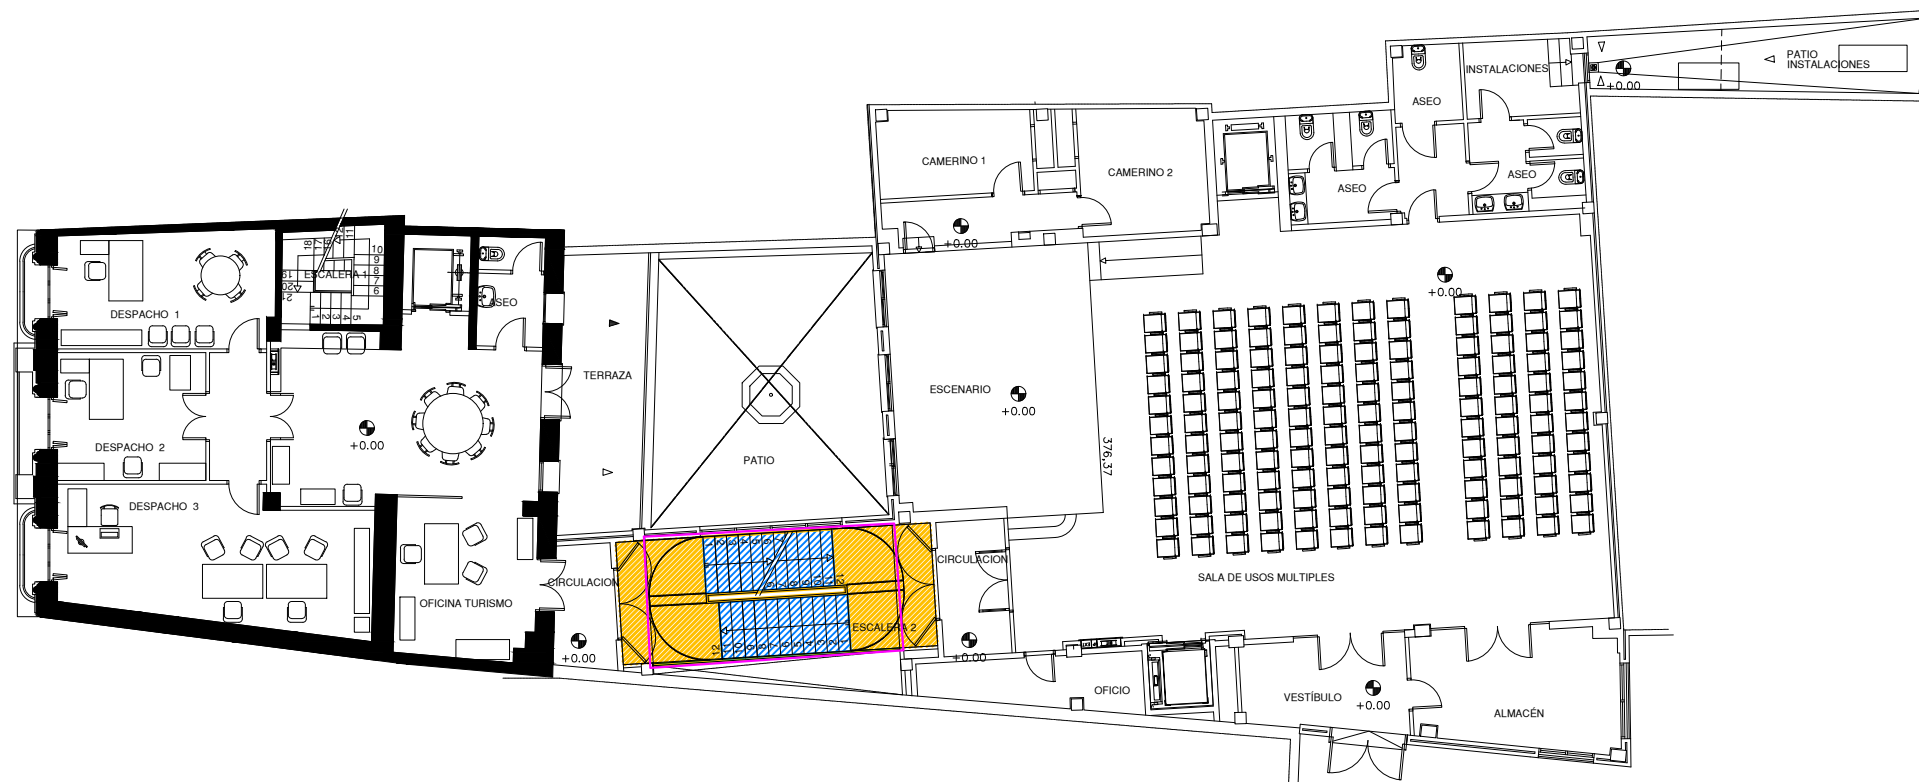 PATIO
INSTALACIONES
+0.00
INSTALACIONES
ASEO
CAMERINO 1
CAMERINO 2
ASEO
ASEO
+0.00
+0.00
ESCALERA 1
ASEO
DESPACHO 1
TERRAZA
ESCENARIO
+0.00
DESPACHO 2
+0.00
PATIO
376,37
DESPACHO 3
CIRCULACION
CIRCULACION
SALA DE USOS MULTIPLES
OFICINA TURISMO
ESCALERA 2
+0.00
+0.00
OFICIO
VESTÍBULO
+0.00
ALMACÉN